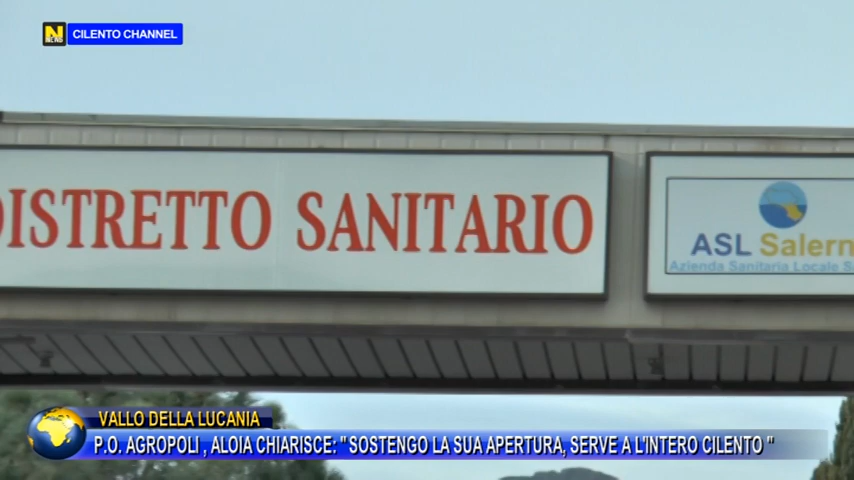 CILENTO CHANNEL
DISTRETTO SANITARIO
ASL Salern
Azienda Sanitaria Locale S
VALLO DELLA LUCANIA
P.O. AGROPOLI , ALOIA CHIARISCE: " SOSTENGO LA SUA APERTURA, SERVE A L'INTERO CILENTO "